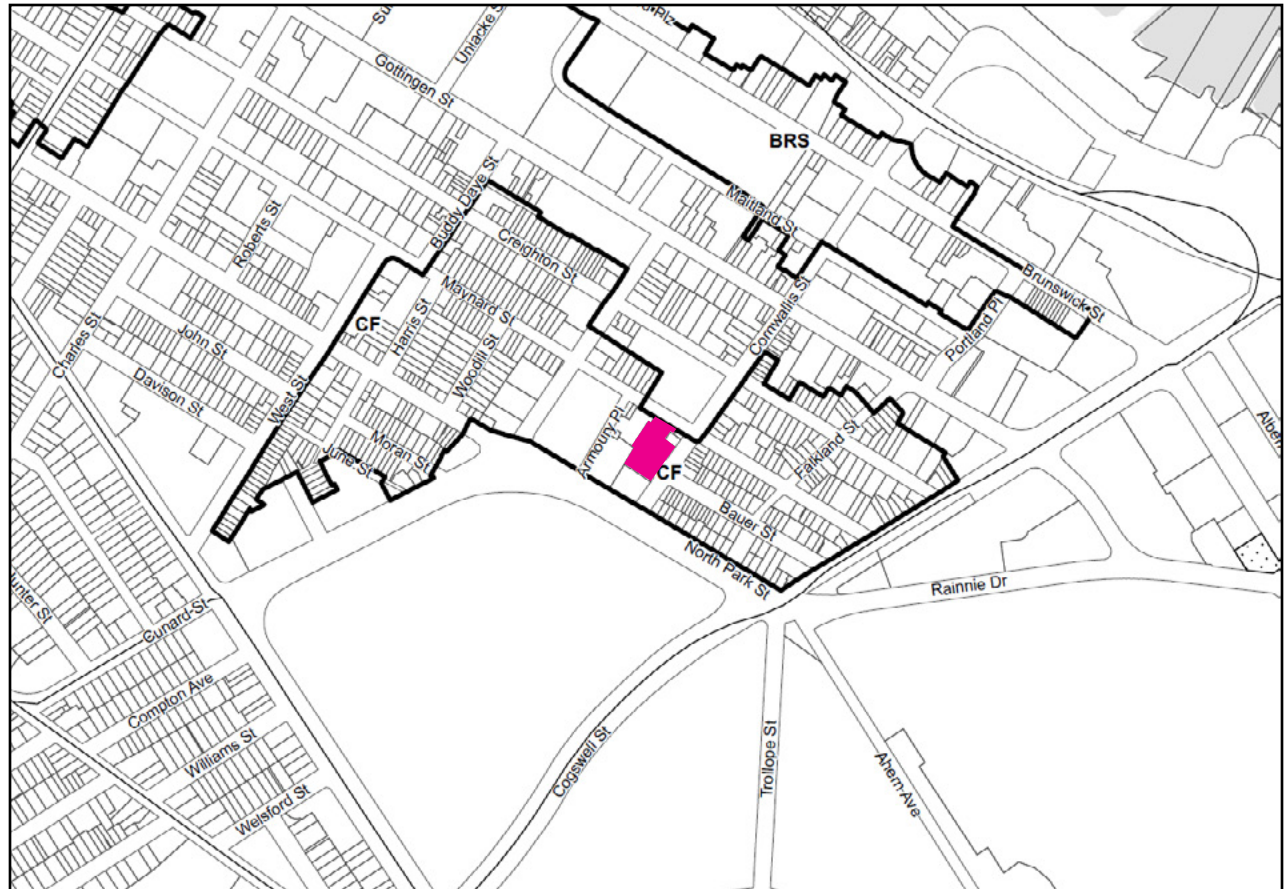 Uniacke St
Gottingen St
BRS
Maitland St
Buddy Daye St
Creighton St
Roberts St
Maynard St
Brunswick St
Portland Pl
Cornwallis St
CF
Harris St
Woodill St
Charles St
John St
Davison St
West St
Falkland St
Armoury Pl
Moran St
June St
CF
Bauer St
North Park St
Rainnie Dr
Cunard St
Compton Ave
Williams St
Welsford St
Cogswell St
Trollope St
Ahern Ave